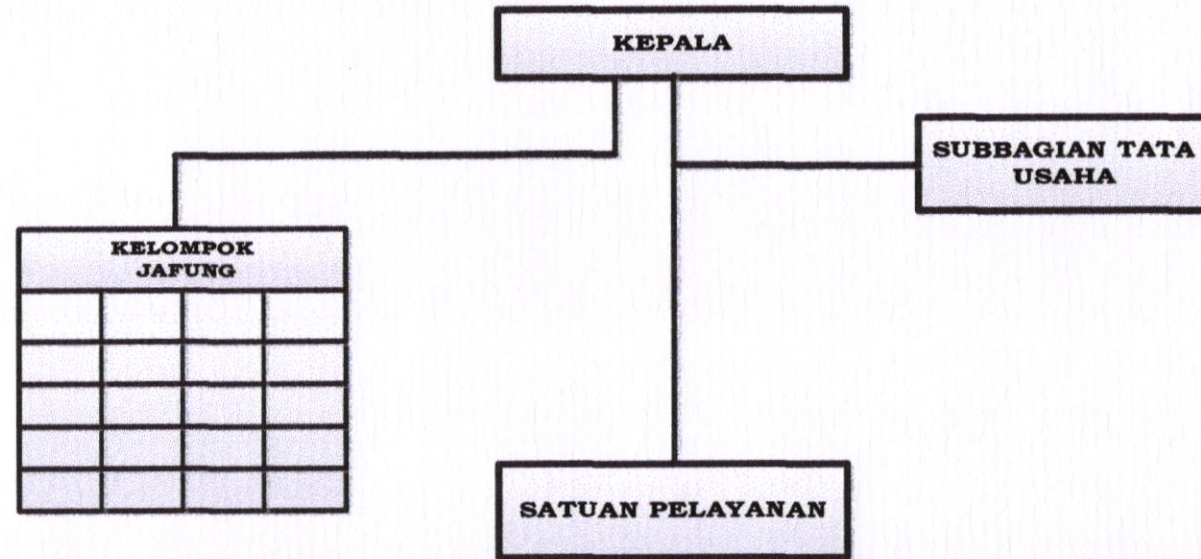 KEPALA
SUBBAGIAN TATA
USAHA
KELOMPOK
JAFUNG
SATUAN PELAYANAN